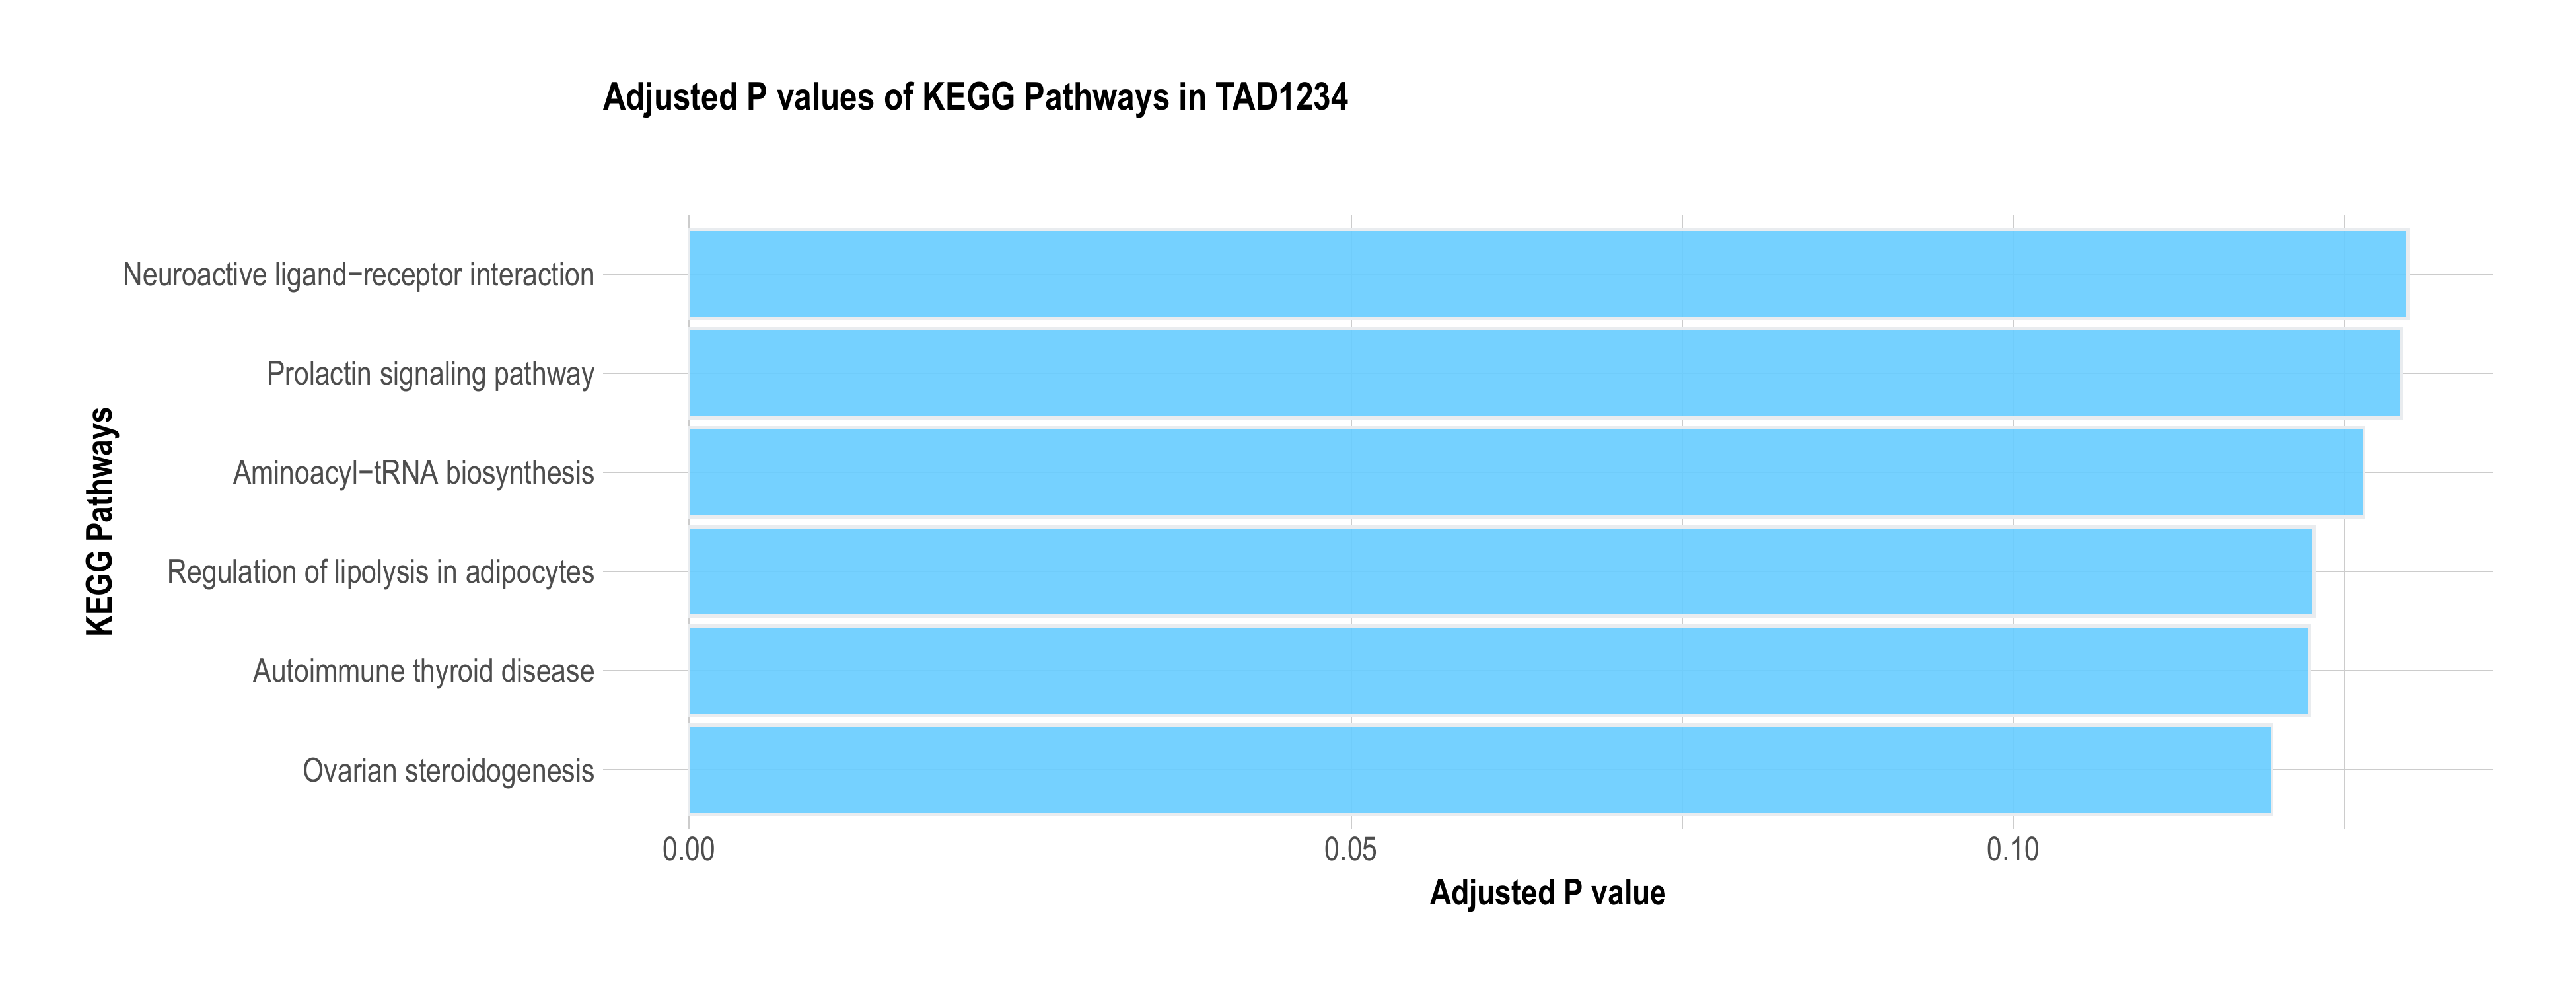 Adjusted P values of KEGG Pathways in TAD1234
KEGG Pathways
Neuroactive ligand−receptor interaction
Prolactin signaling pathway
Aminoacyl−tRNA biosynthesis
Regulation of lipolysis in adipocytes
Autoimmune thyroid disease
Ovarian steroidogenesis
0.00 0.05 0.10
Adjusted P value